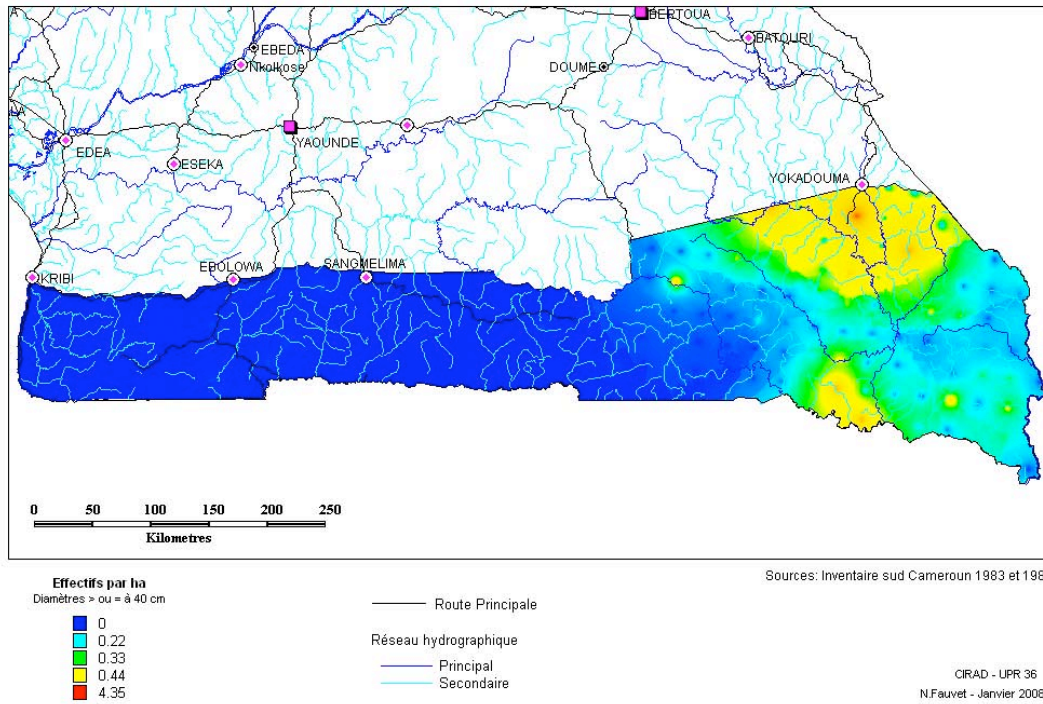 BERTOUA
BATOURI
EBEDA
Nkolkose
DOUME
EDEA
YAOUNDE
ESEKA
YOKADOUMA
EBOLOWA
SANGMELIMA
KRIBI
0 50 100 150 200 250
Kilometres
Sources: Inventaire sud Cameroun 1983 et 198
Effectifs par ha
Diamètres > ou = à 40 cm
0
0.22
0.33
0.44
4.35
Route Principale
Réseau hydrographique
Principal
Secondaire
CIRAD - UPR 36
N.Fauvet - Janvier 2008